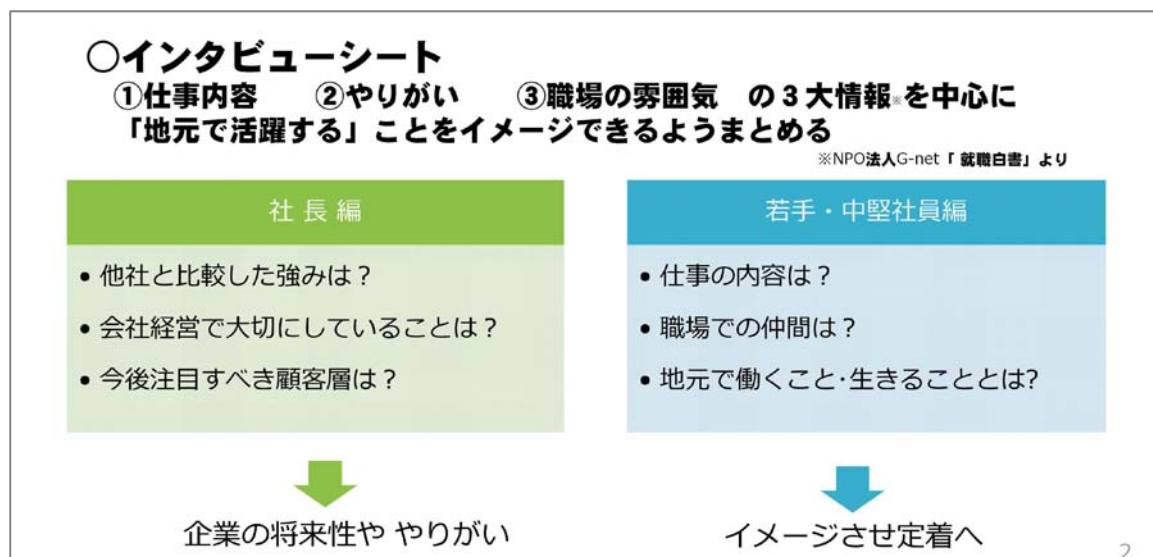 ○インタビューシート
①仕事内容　②やりがい　③職場の雰囲気　の３大情報※を中心に
「地元で活躍する」ことをイメージできるようまとめる
※NPO法人G-net「 就職白書」より
社 長 編
• 他社と比較した強みは？
• 会社経営で大切にしていることは？
• 今後注目すべき顧客層は？
企業の将来性や やりがい
若手・中堅社員編
• 仕事の内容は？
• 職場での仲間は？
• 地元で働くこと･生きることとは?
イメージさせ定着へ
2